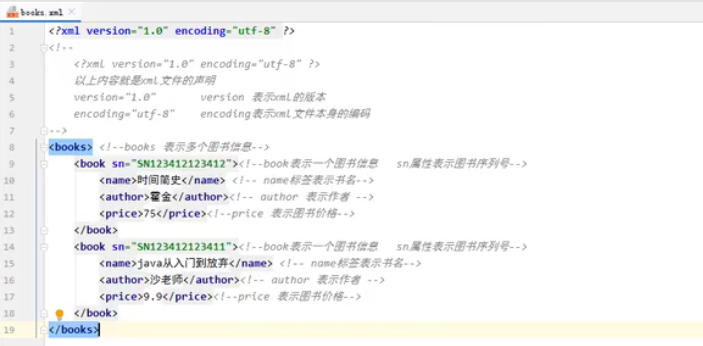 books.xml
1 <?xml version="1.0" encoding="utf-8" ?>
2 <!--
3 <?xml version="1.0" encoding="utf-8" ?>
4 以上内容就是xml文件的声明
5 version="1.0" version 表示xml的版本
6 encoding="utf-8" encoding表示xml文件本身的编码
7 -->
8 <books> <!--books 表示多个图书信息-->
9 <book sn="SN123412123412"><!--book表示一个图书信息 sn属性表示图书序列号-->
10 <name>时间简史</name> <!-- name标签表示书名-->
11 <author>霍金</author><!-- author 表示作者 -->
12 <price>75</price><!--price 表示图书价格-->
13 </book>
14 <book sn="SN123412123411"><!--book表示一个图书信息 sn属性表示图书序列号-->
15 <name>java从入门到放弃</name> <!-- name标签表示书名-->
16 <author>沙老师</author><!-- author 表示作者 -->
17 <price>9.9</price><!--price 表示图书价格-->
18 </book>
19 </books>